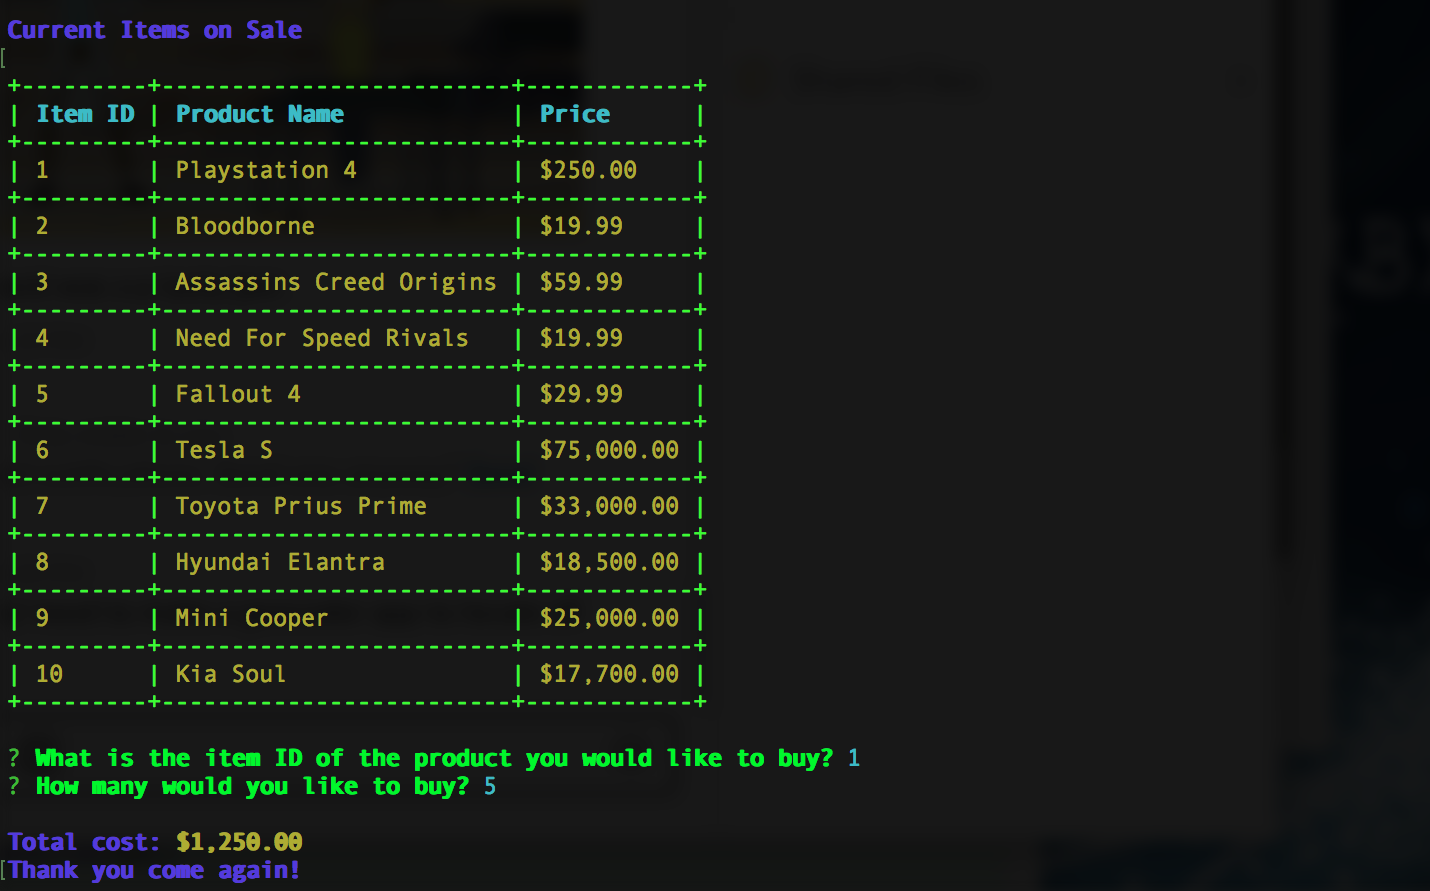 Current Items on Sale
[
+---------+-------------------------+------------+
| Item ID | Product Name            | Price      |
+---------+-------------------------+------------+
| 1       | Playstation 4           | $250.00    |
+---------+-------------------------+------------+
| 2       | Bloodborne              | $19.99     |
+---------+-------------------------+------------+
| 3       | Assassins Creed Origins | $59.99     |
+---------+-------------------------+------------+
| 4       | Need For Speed Rivals   | $19.99     |
+---------+-------------------------+------------+
| 5       | Fallout 4               | $29.99     |
+---------+-------------------------+------------+
| 6       | Tesla S                 | $75,000.00 |
+---------+-------------------------+------------+
| 7       | Toyota Prius Prime      | $33,000.00 |
+---------+-------------------------+------------+
| 8       | Hyundai Elantra         | $18,500.00 |
+---------+-------------------------+------------+
| 9       | Mini Cooper             | $25,000.00 |
+---------+-------------------------+------------+
| 10      | Kia Soul                | $17,700.00 |
+---------+-------------------------+------------+
? What is the item ID of the product you would like to buy? 1
? How many would you like to buy? 5
Total cost: $1,250.00
[Thank you come again!